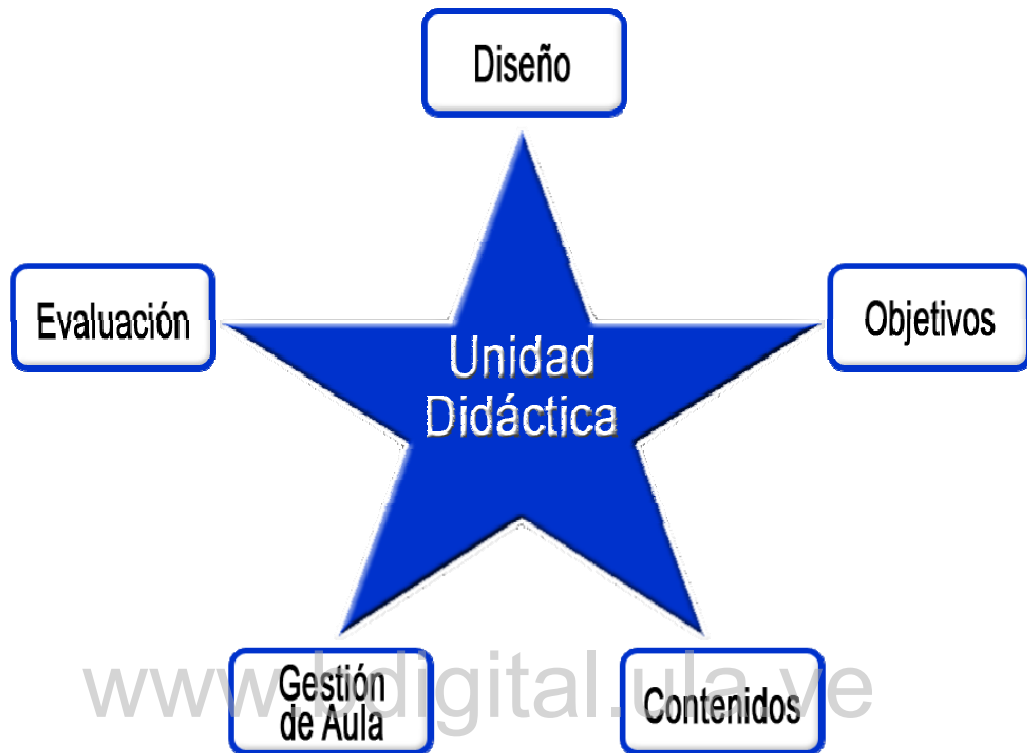 Diseño
Evaluación
Objetivos
Unidad
Didáctica
Gestión
de Aula
Contenidos
www.bdigital.ula.ve